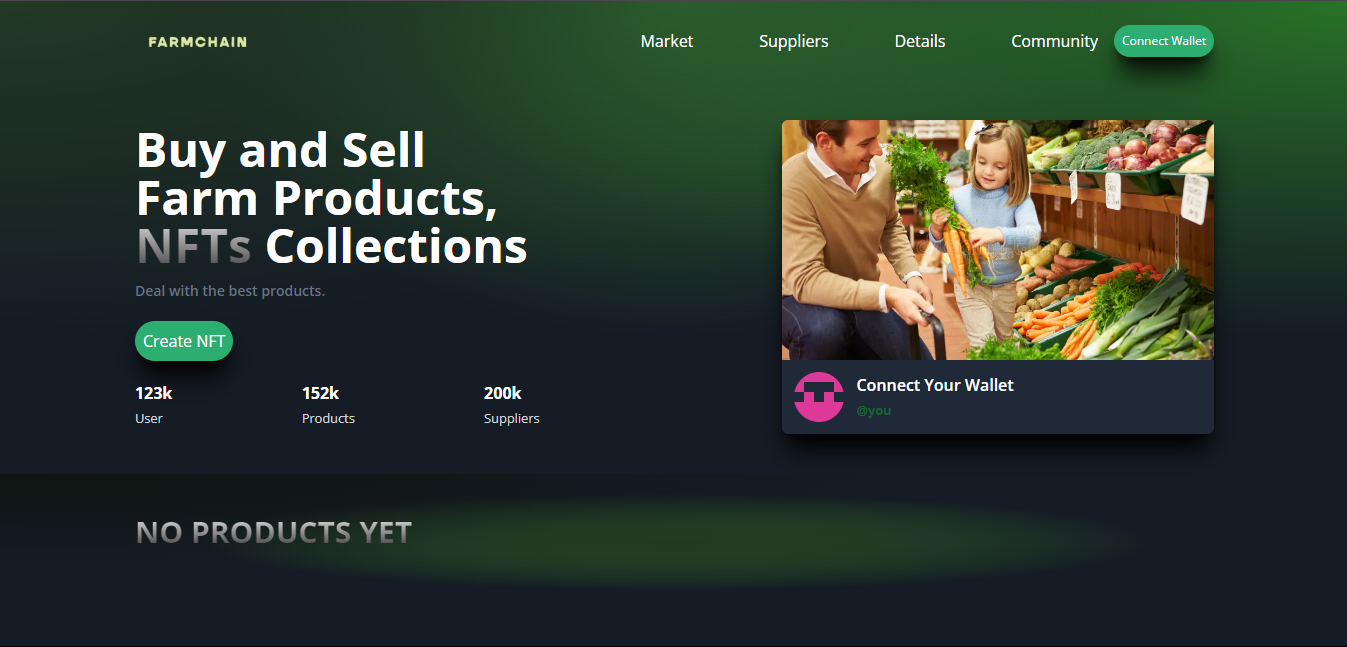 FARMCHAIN
Market
Suppliers
Details
Community
Connect Wallet
Buy and Sell
Farm Products,
NFTs Collections
Deal with the best products.
Create NFT
123k
152k
200k
User
Products
Suppliers
Connect Your Wallet
@you
NO PRODUCTS YET